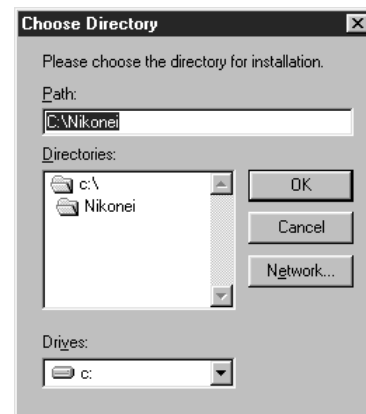 Choose Directory
Please choose the directory for installation.
Path:
C:\Nikonei
Directories:
c:\
Nikonei
OK
Cancel
Network...
Drives:
c: